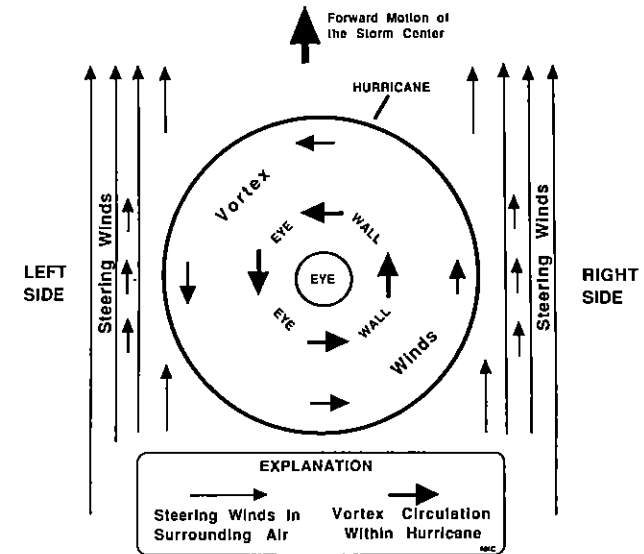 Forward Motion of
the Storm Center
HURRICANE
Vortex
Steering Winds
EYE
WALL
EYE
LEFT
SIDE
RIGHT
SIDE
Steering Winds
EYE
WALL
Winds
EXPLANATION
Steering Winds In
Surrounding Air
Vortex Circulation
Within Hurricane